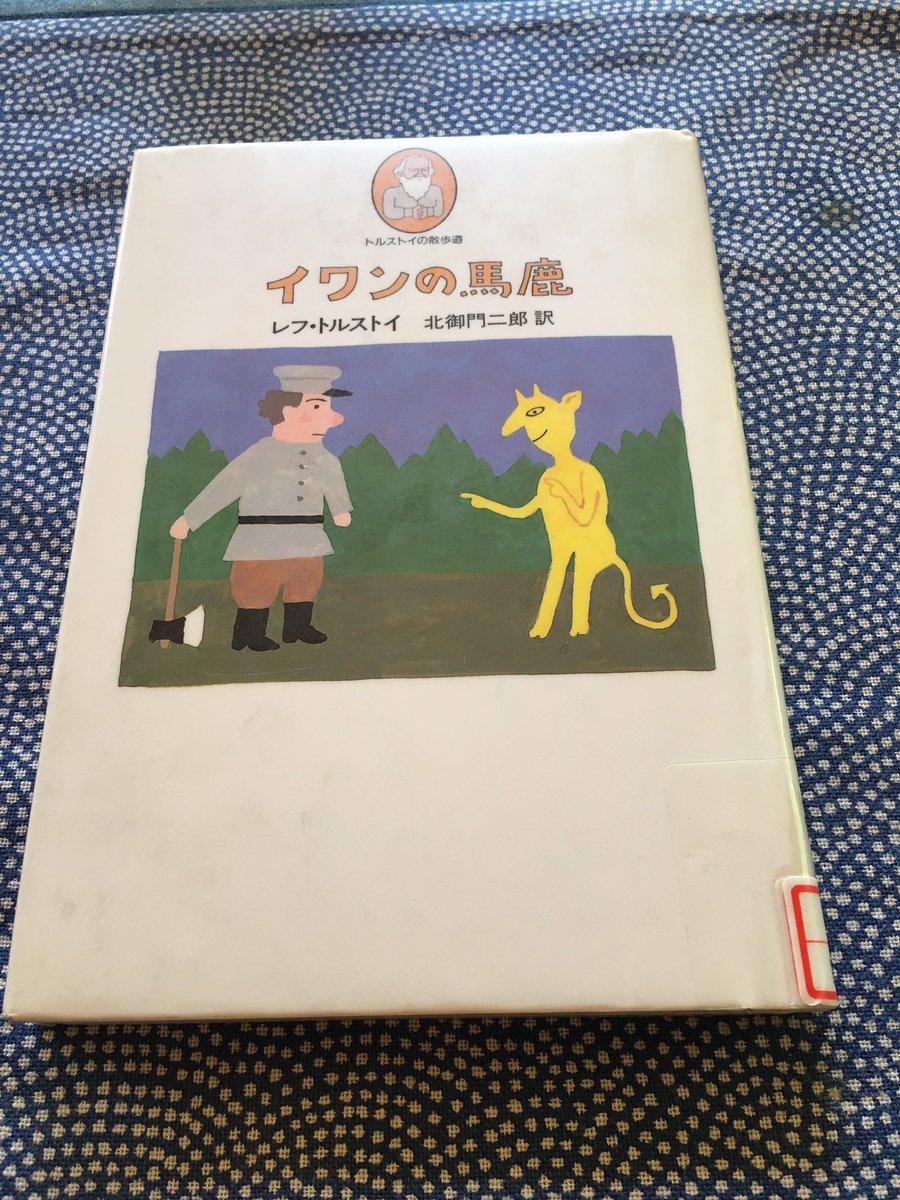 トルストイの散歩道
イワンの馬鹿
レフ・トルストイ 北御門二郎 訳